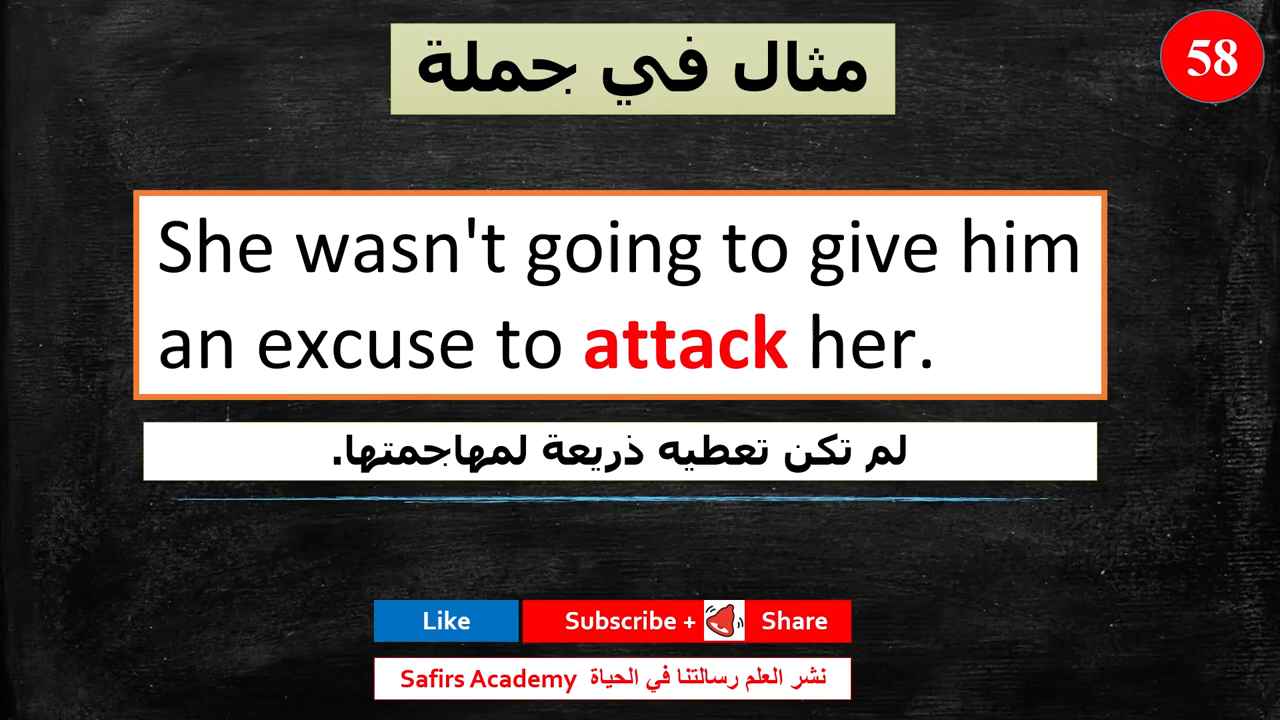 مثال في جملة
58
She wasn't going to give him
an excuse to attack her.
لم تكن تعطيه ذريعة لمهاجمتها.
Like
Subscribe + Share
Safirs Academy نشر العلم رسالتنا في الحياة